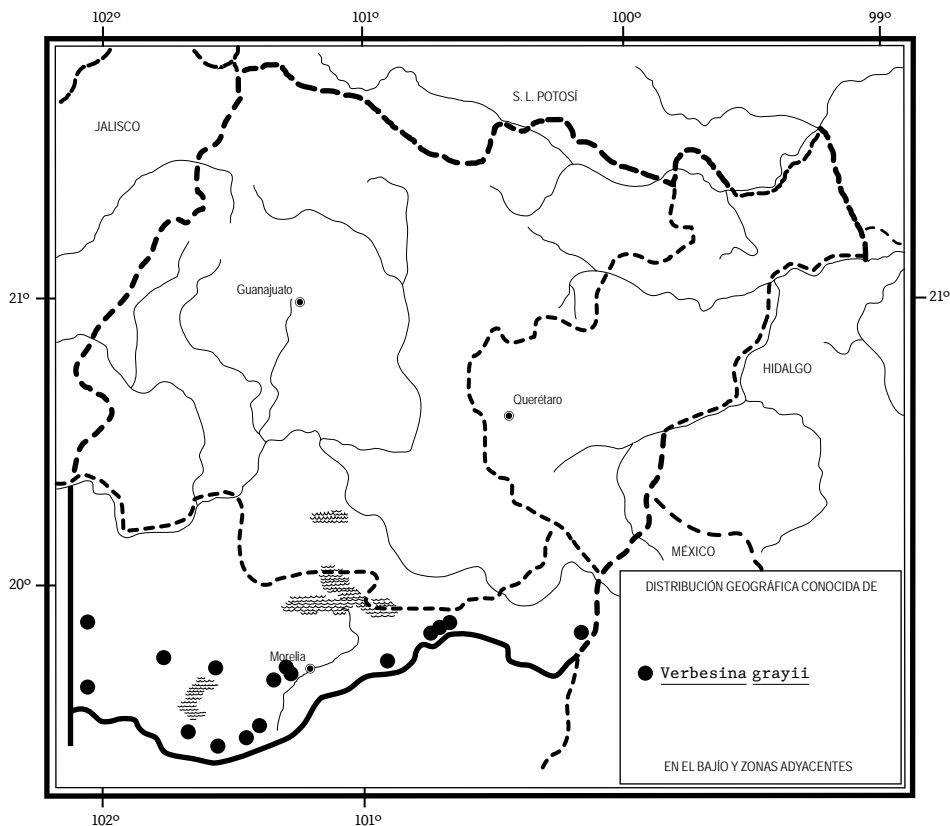 102º 101º 100º 99º
S. L. POTOSÍ
JALISCO
Guanajuato
21º 21º
HIDALGO
Querétaro
MÉXICO
20º
DISTRIBUCIÓN GEOGRÁFICA CONOCIDA DE
Morelia
Verbesina grayii
EN EL BAJÍO Y ZONAS ADYACENTES
102º 101º